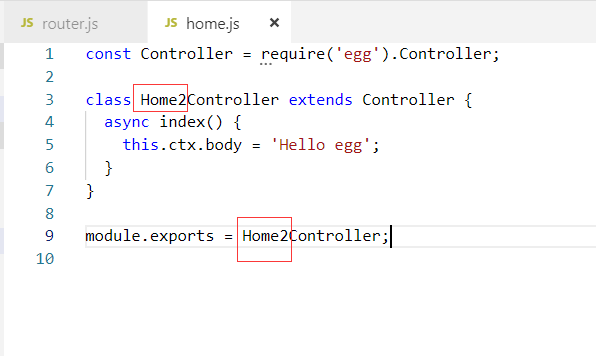 JS router.js JS home.js ×
1 const Controller = require('egg').Controller;
2
3 class Home2Controller extends Controller {
4 async index() {
5 this.ctx.body = 'Hello egg';
6 }
7 }
8
9 module.exports = Home2Controller;
10